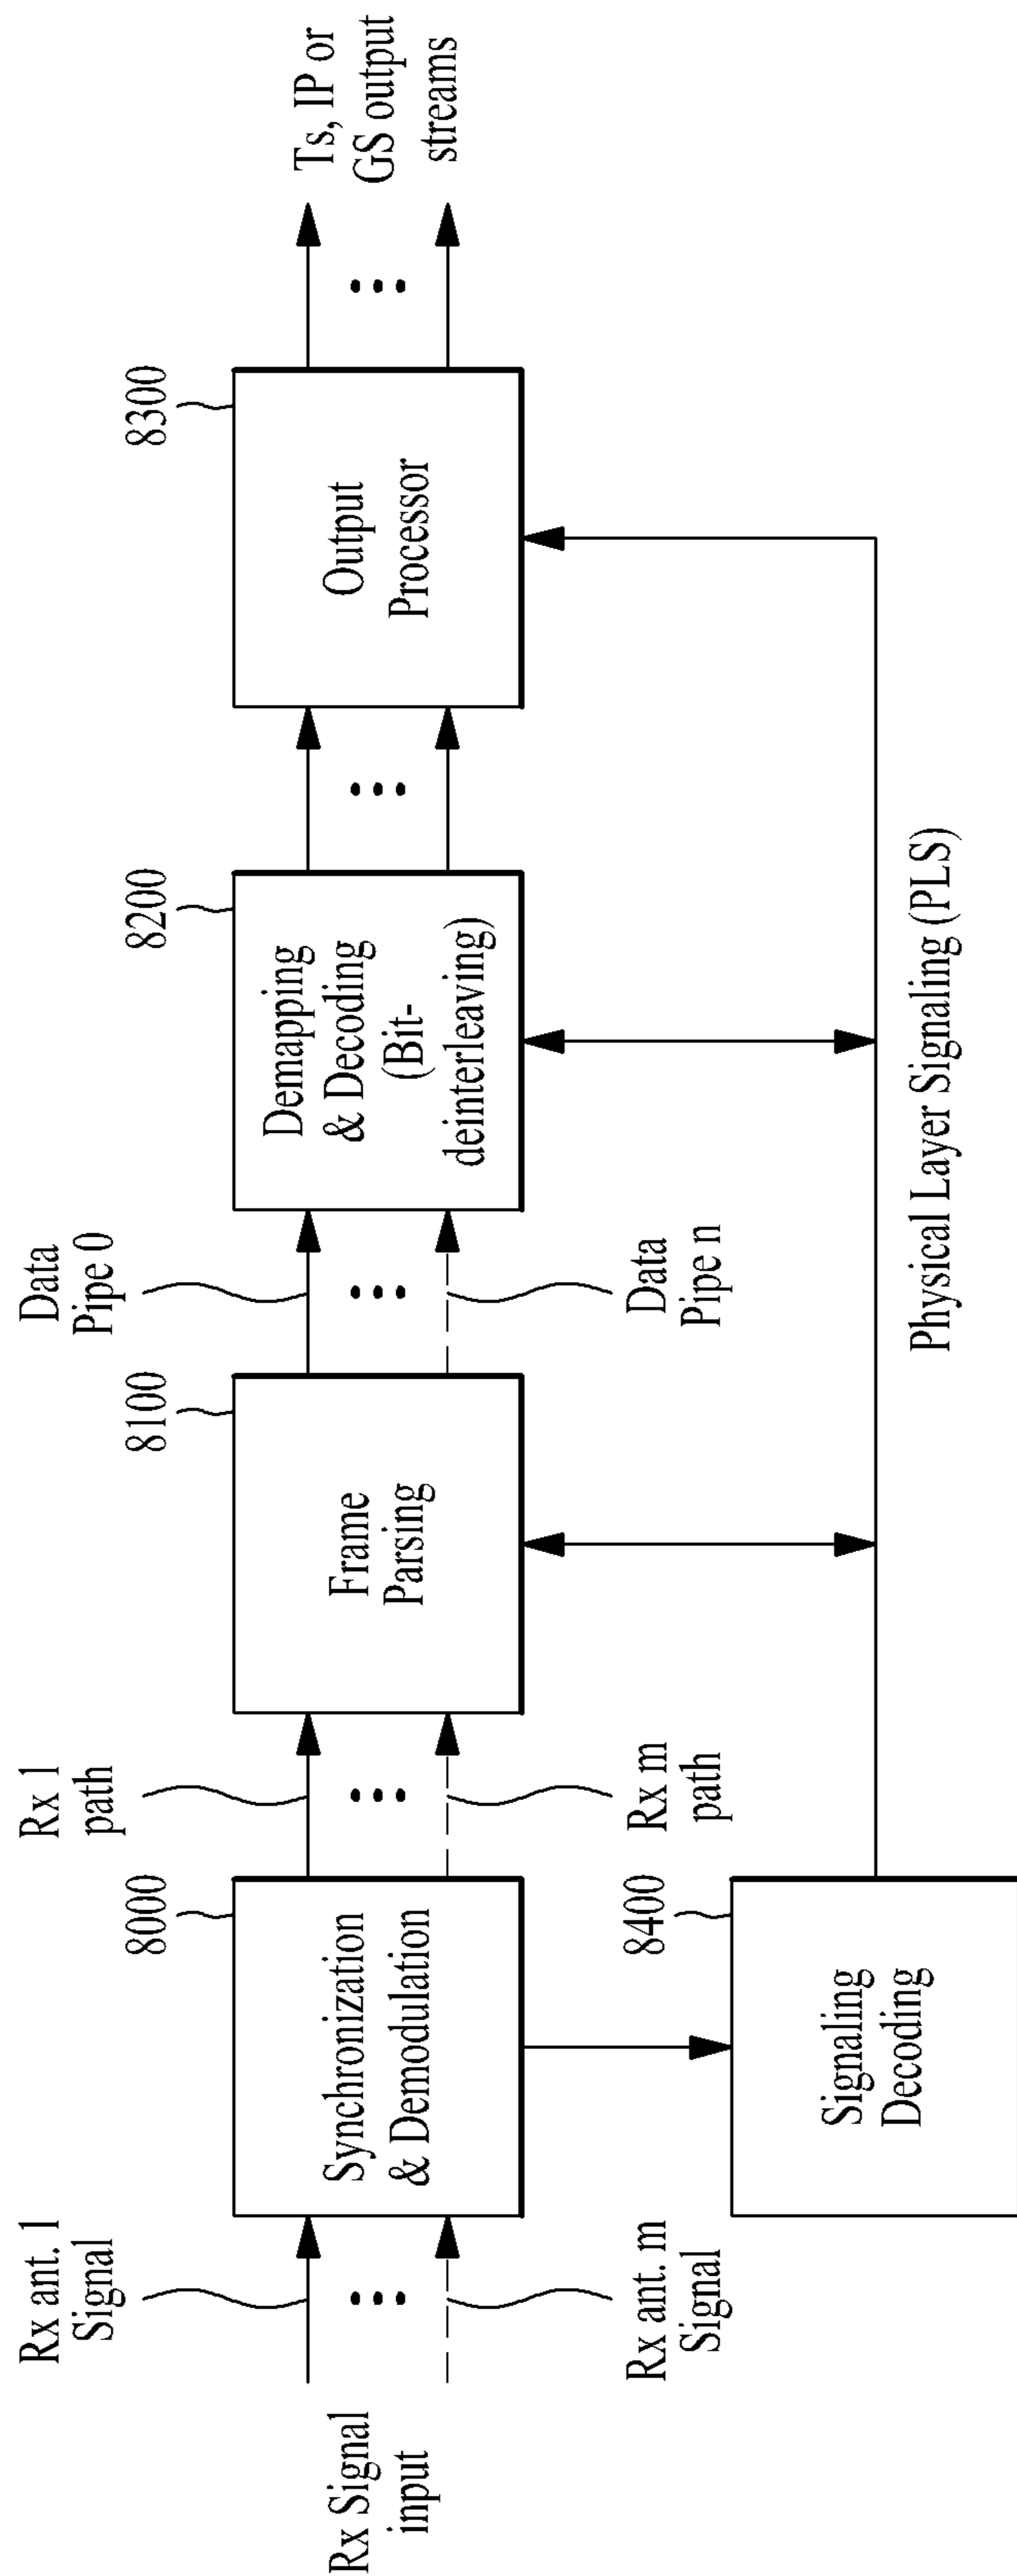 Rx Signal
input
Rx ant. 1
Signal
Rx ant. m
Signal
8000
Synchronization
& Demodulation
Rx 1
path
Rx m
path
8100
Frame
Parsing
Data
Pipe 0
Data
Pipe n
8200
Demapping
& Decoding
(Bit-
deinterleaving)
8300
Output
Processor
Ts, IP or
GS output
streams
8400
Signaling
Decoding
Physical Layer Signaling (PLS)